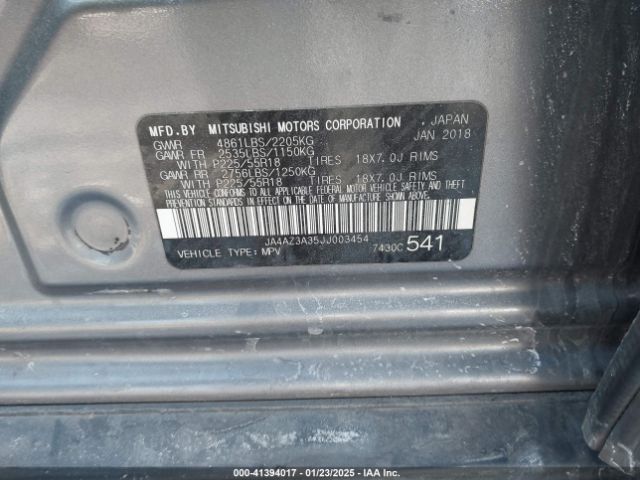 MFD.BY MITSUBISHI MOTORS CORPORATION . JAPAN
GVWR 4861LBS/2205KG JAN 2018
GAWR FR 2535LBS/1150KG
WITH P225/55R18 TIRES 18X7.0J RIMS
GAWR RR 2756LBS/1250KG
WITH P225/55R18 TIRES 18X7.0J RIMS
THIS VEHICLE CONFORMS TO ALL APPLICABLE FEDERAL MOTOR VEHICLE SAFETY AND THEFT
PREVENTION STANDARDS IN EFFECT ON THE DATE OF MANUFACTURE SHOWN ABOVE.
JA4AZ3A35JJ003454
VEHICLE TYPE: MPV 7430C 541
000-41394017 — 01/23/2025 — IAA Inc.